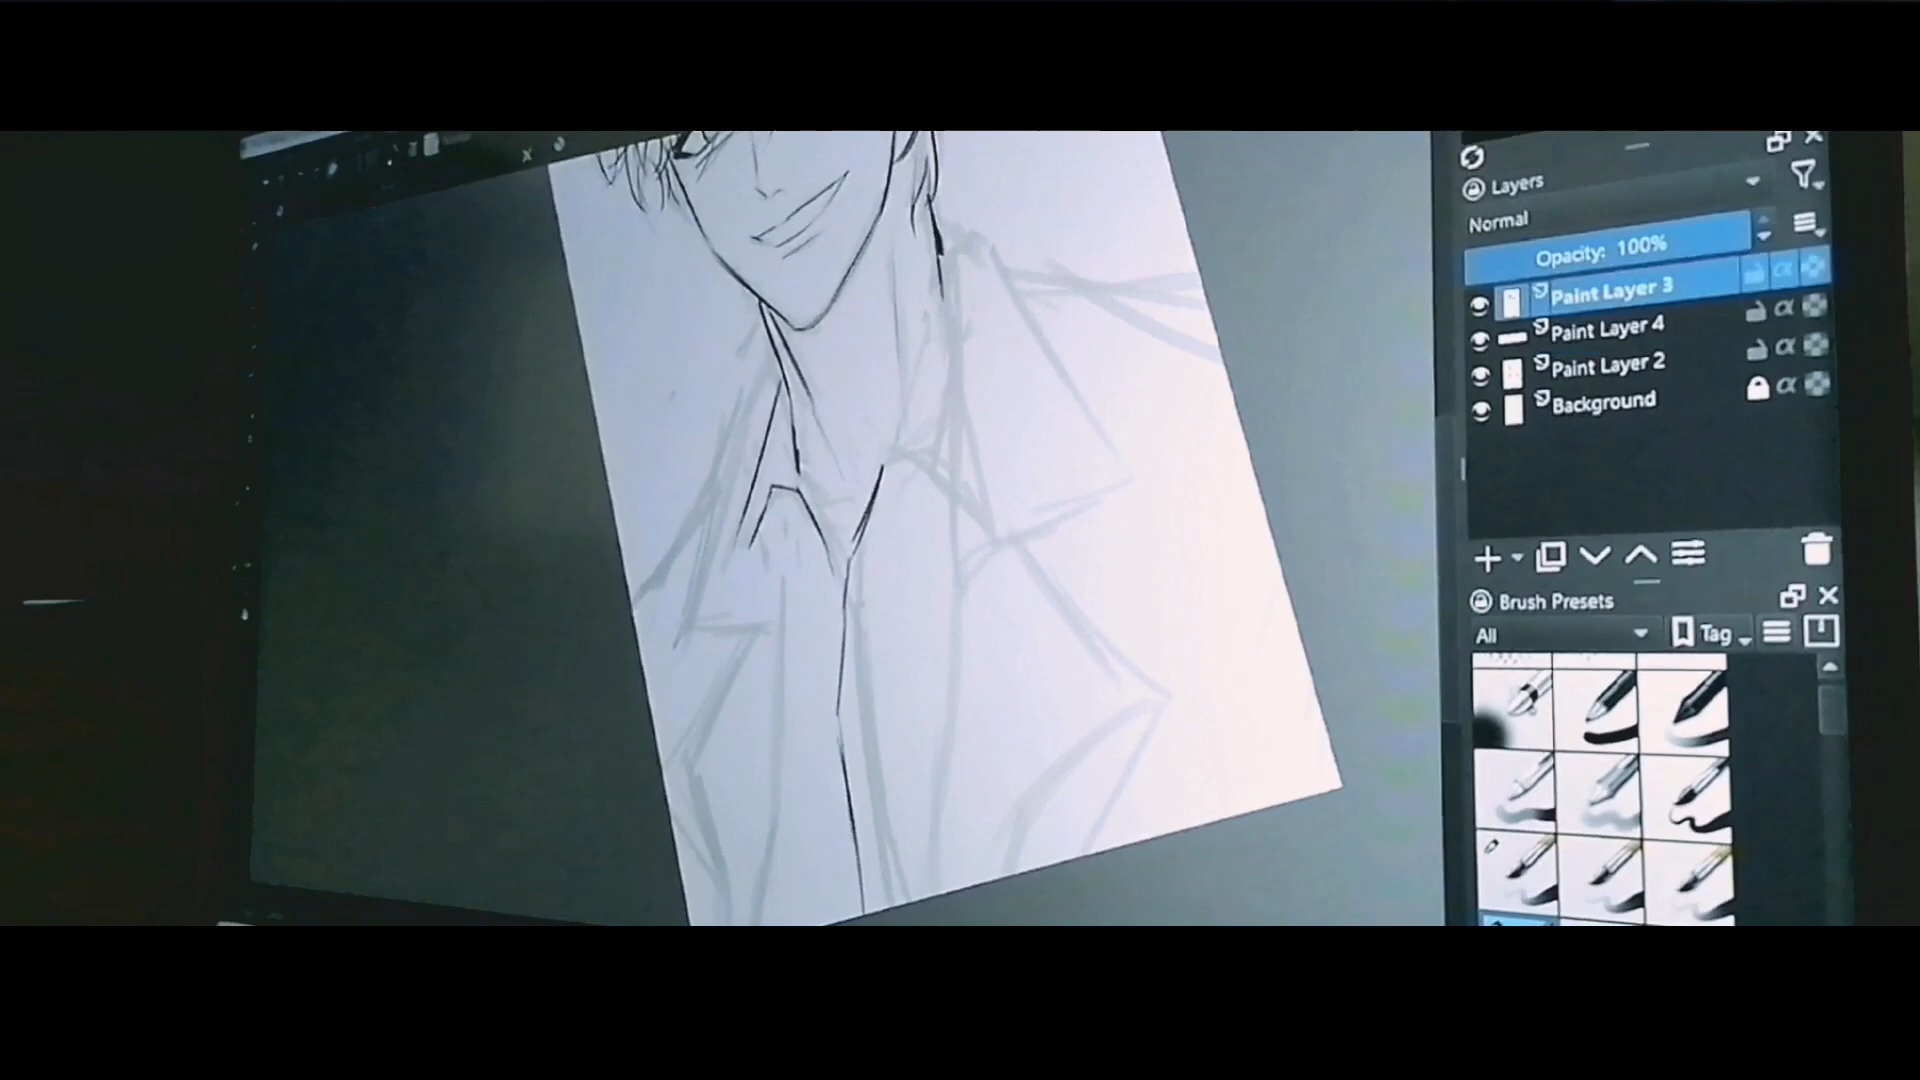 Layers
Normal
Opacity: 100%
Paint Layer 3
Paint Layer 4
Paint Layer 2
Background
Brush Presets
All
Tag